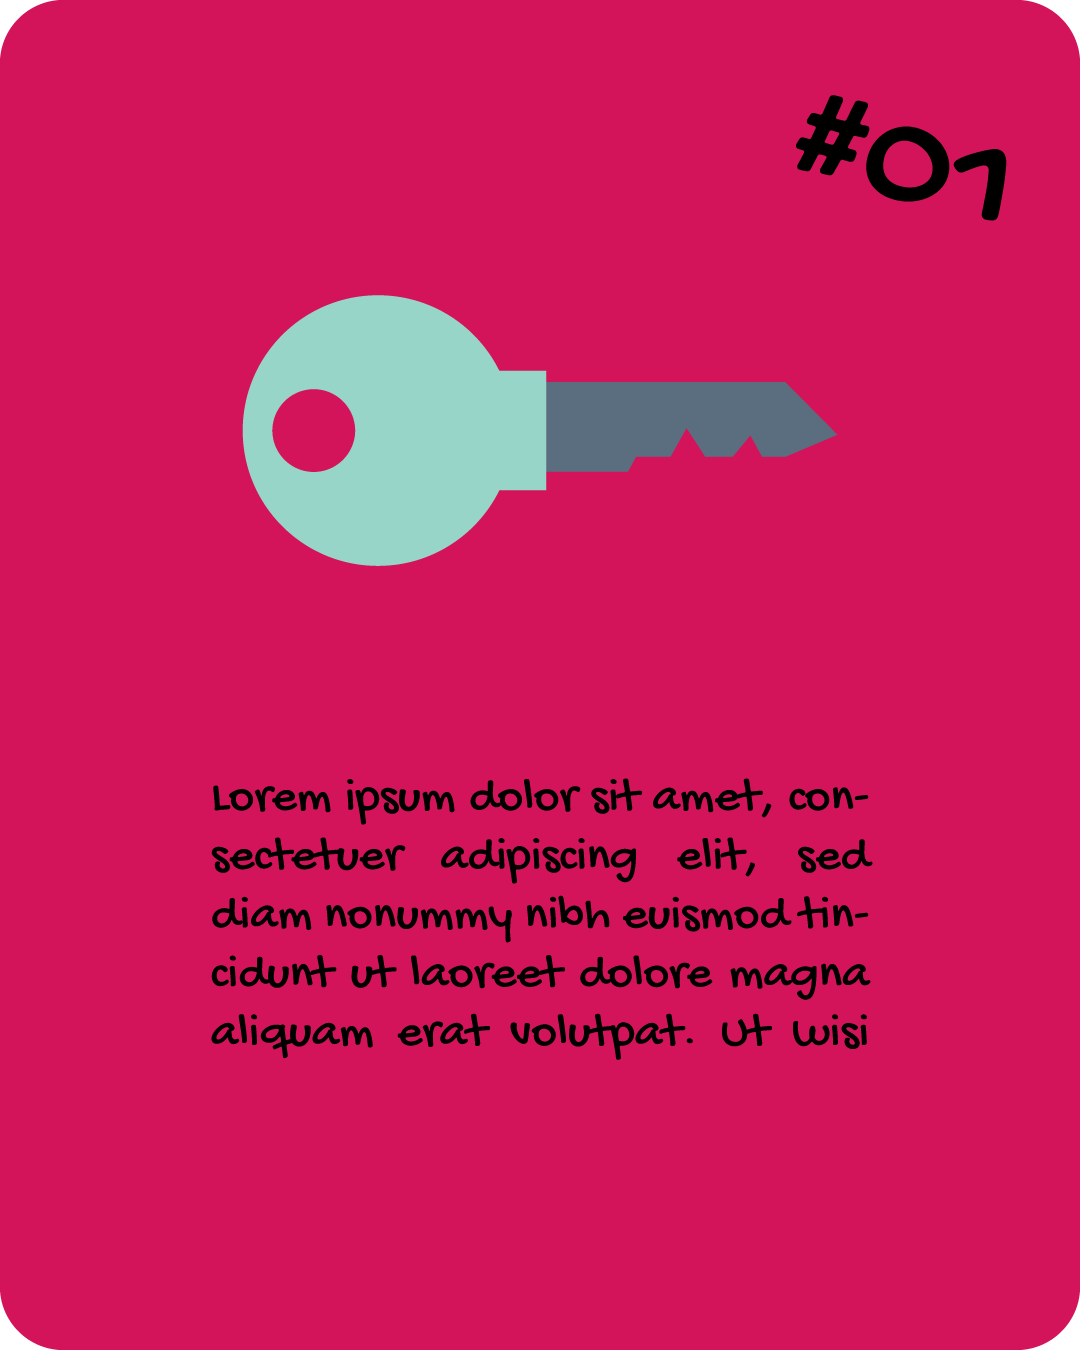 #01
Lorem ipsum dolor sit amet, con-
sectetuer adipiscing elit, sed
diam nonummy nibh euismod tin-
cidunt ut laoreet dolore magna
aliquam erat volutpat. Ut wisi